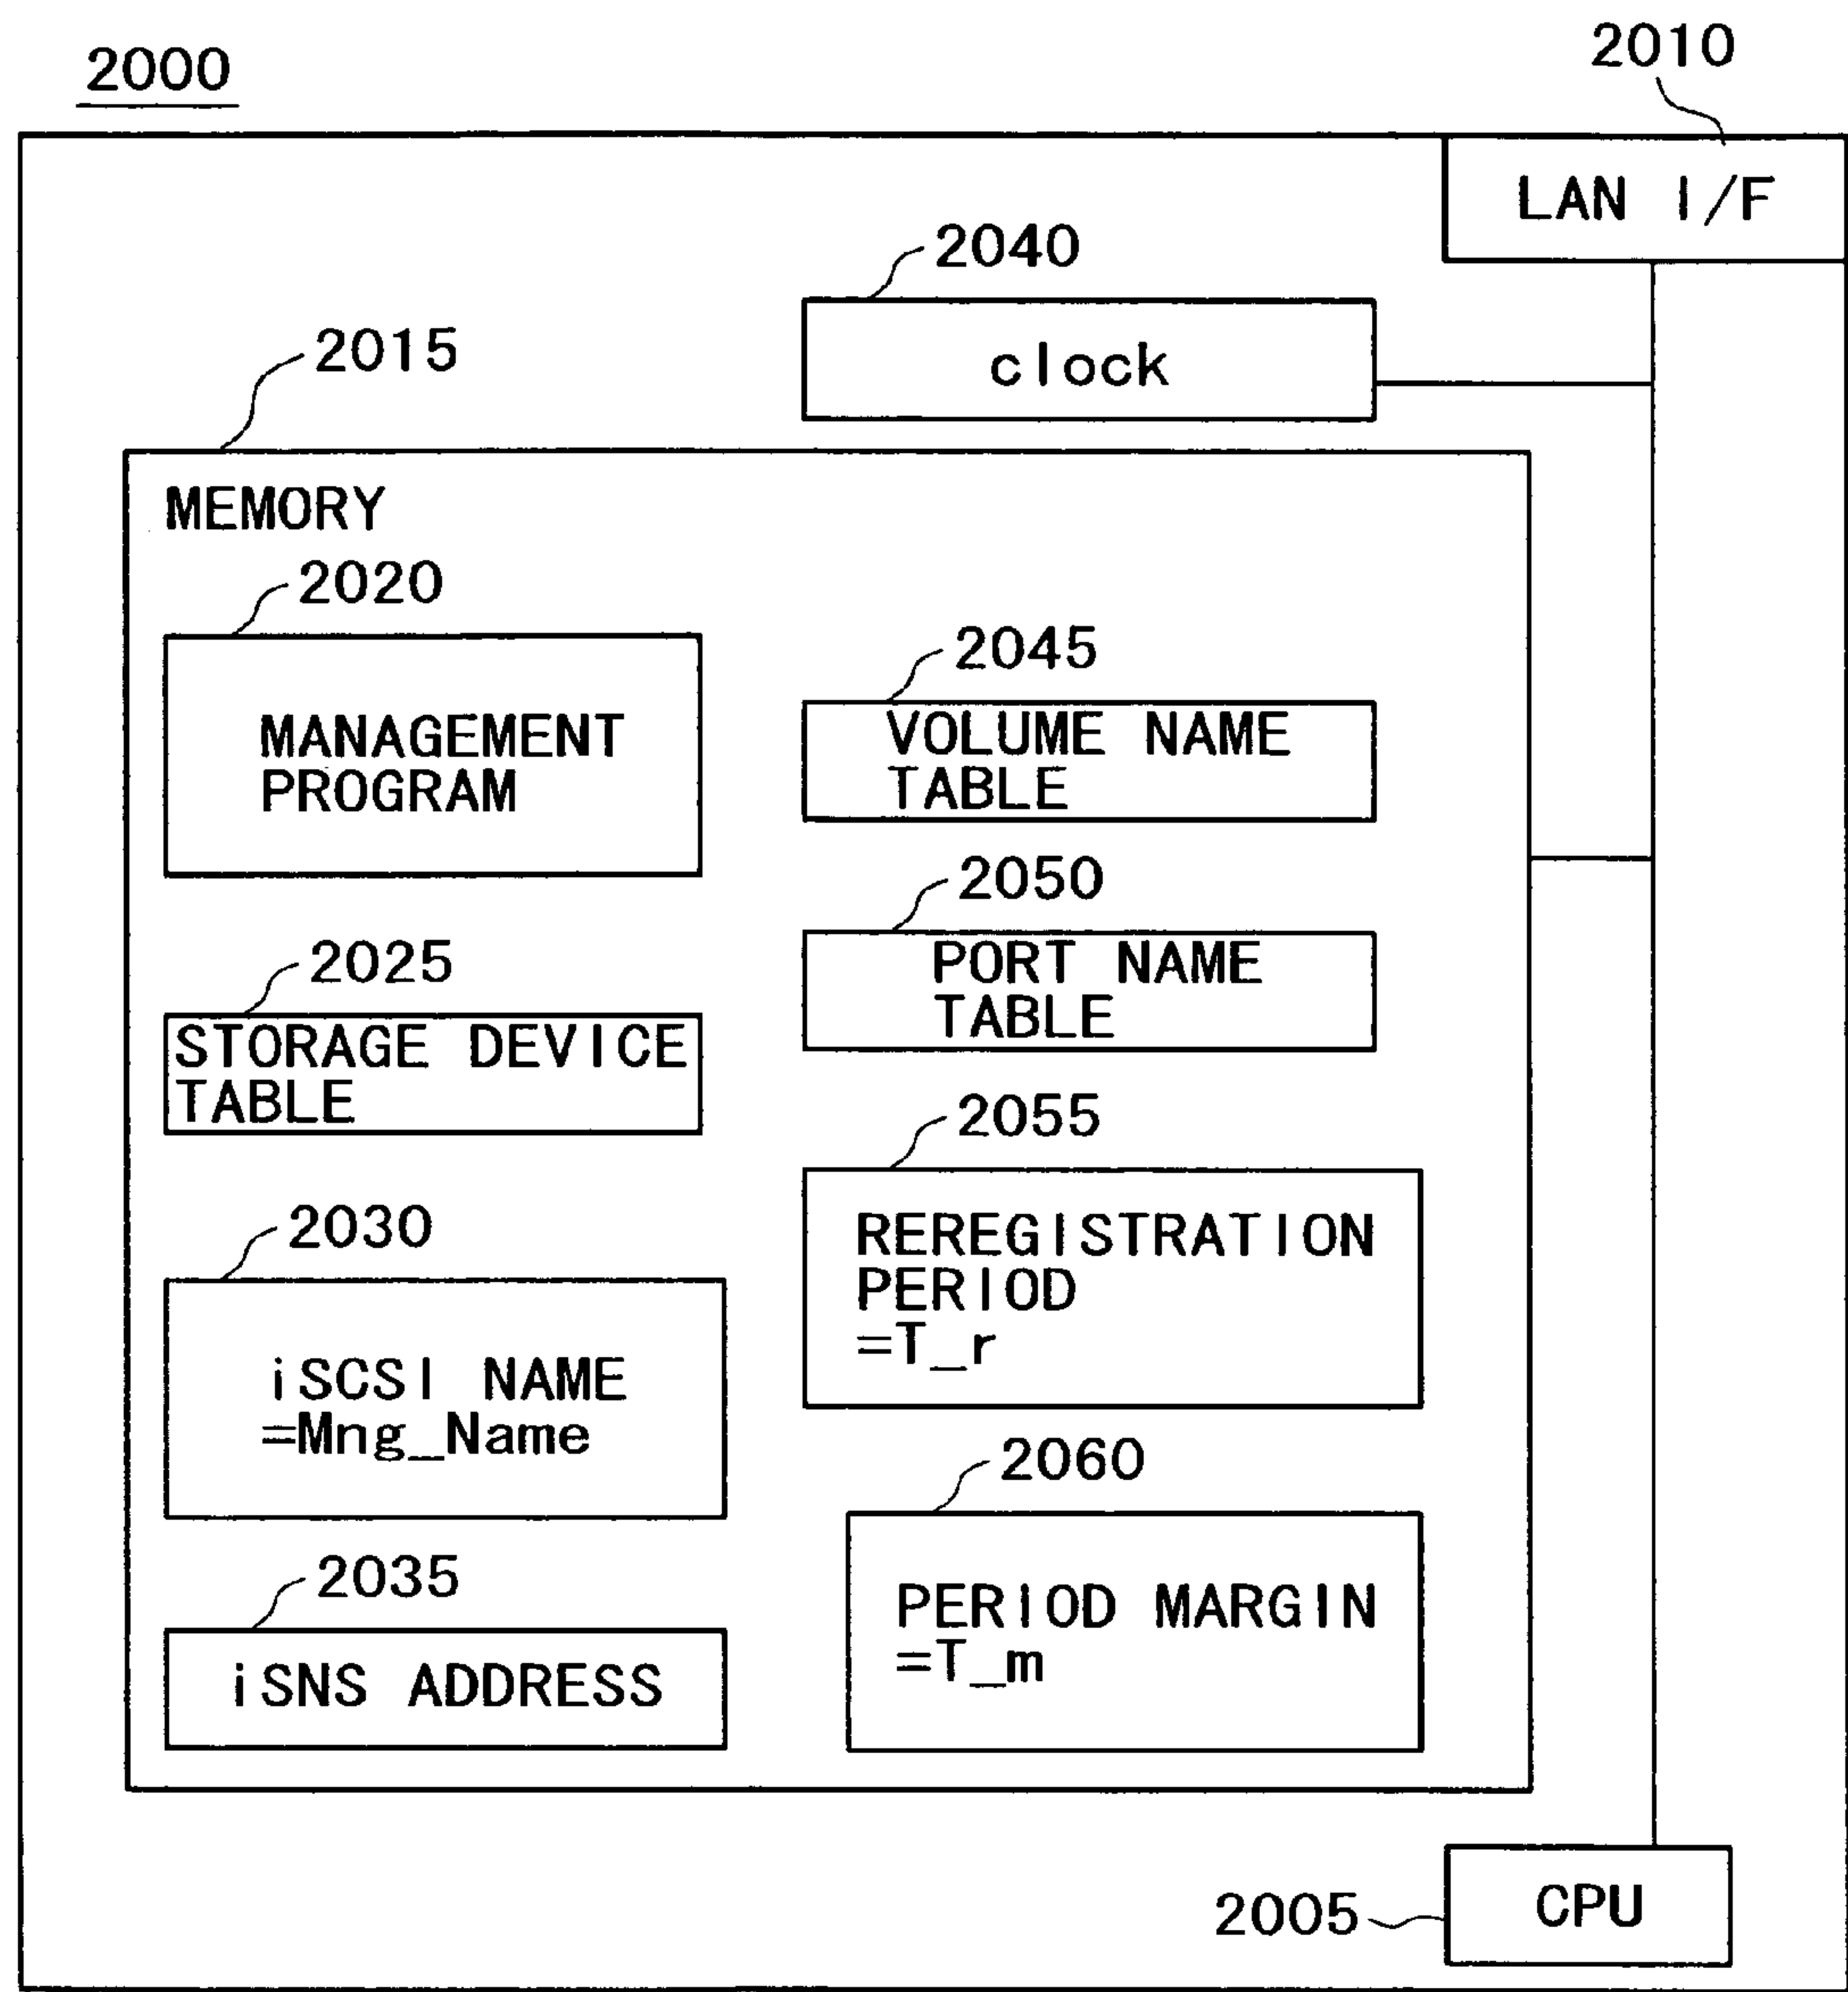 2000
2010
LAN I/F
2040
clock
2015
MEMORY
2020
MANAGEMENT
PROGRAM
2045
VOLUME NAME
TABLE
2050
PORT NAME
TABLE
2025
STORAGE DEVICE
TABLE
2055
REREGISTRATION
PERIOD
=T_r
2030
iSCSI NAME
=Mng_Name
2060
PERIOD MARGIN
=T_m
2035
iSNS ADDRESS
2005
CPU